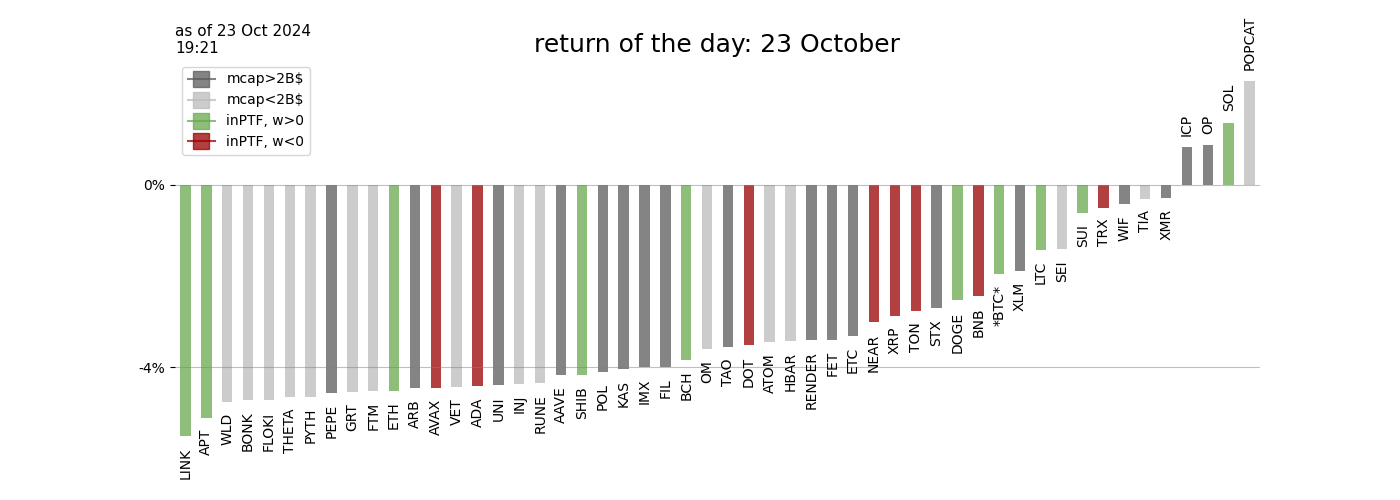 as of 23 Oct 2024
19:21
return of the day: 23 October
mcap>2B$
mcap<2B$
inPTF, w>0
inPTF, w<0
0%
-4%
LINK
APT
WLD
BONK
FLOKI
THETA
PYTH
PEPE
GRT
FTM
ETH
ARB
AVAX
VET
ADA
UNI
INJ
RUNE
AAVE
SHIB
POL
KAS
IMX
FIL
BCH
OM
TAO
DOT
ATOM
HBAR
RENDER
FET
ETC
NEAR
XRP
TON
STX
DOGE
BNB
*BTC*
XLM
LTC
SEI
SUI
TRX
WIF
TIA
XMR
ICP
OP
SOL
POPCAT